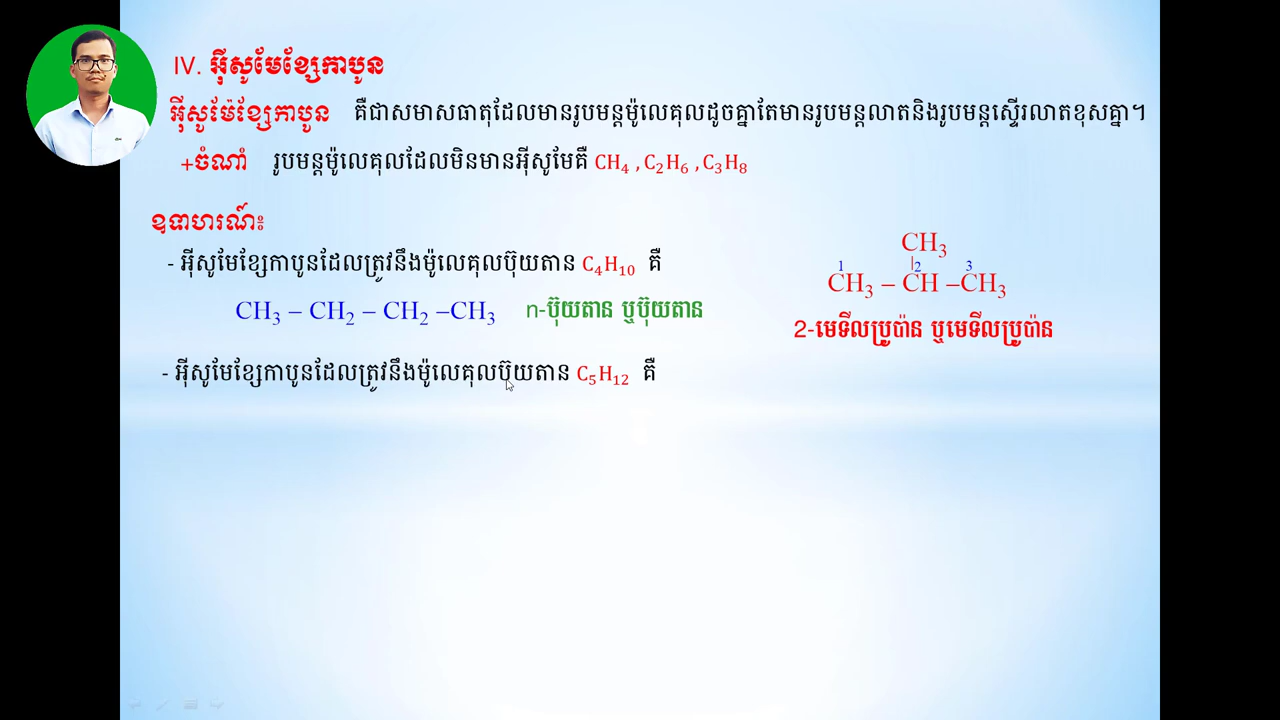 IV. អ៊ីសូមែខ្សែកាបូន
អ៊ីសូម៉ែខ្សែកាបូន គឺជាសមាសធាតុដែលមានរូបមន្តម៉ូលេគុលដូចគ្នាតែមានរូបមន្តលាតនិងរូបមន្តស្ទើរលាតខុសគ្នា។
+ចំណាំ រូបមន្តម៉ូលេគុលដែលមិនមានអ៊ីសូមែគឺ CH₄ , C₂H₆ , C₃H₈
ឧទាហរណ៍ៈ
- អ៊ីសូមែខ្សែកាបូនដែលត្រូវនឹងម៉ូលេគុលប៊ុយតាន C₄H₁₀ គឺ
CH₃ – CH₂ – CH₂ –CH₃ n-ប៊ុយតាន ឬប៊ុយតាន
CH₃
1 2 3
CH₃ – CH –CH₃
2-មេទីលប្រូប៉ាន ឬមេទីលប្រូប៉ាន
- អ៊ីសូមែខ្សែកាបូនដែលត្រូវនឹងម៉ូលេគុលប៊ុយតាន C₅H₁₂ គឺ